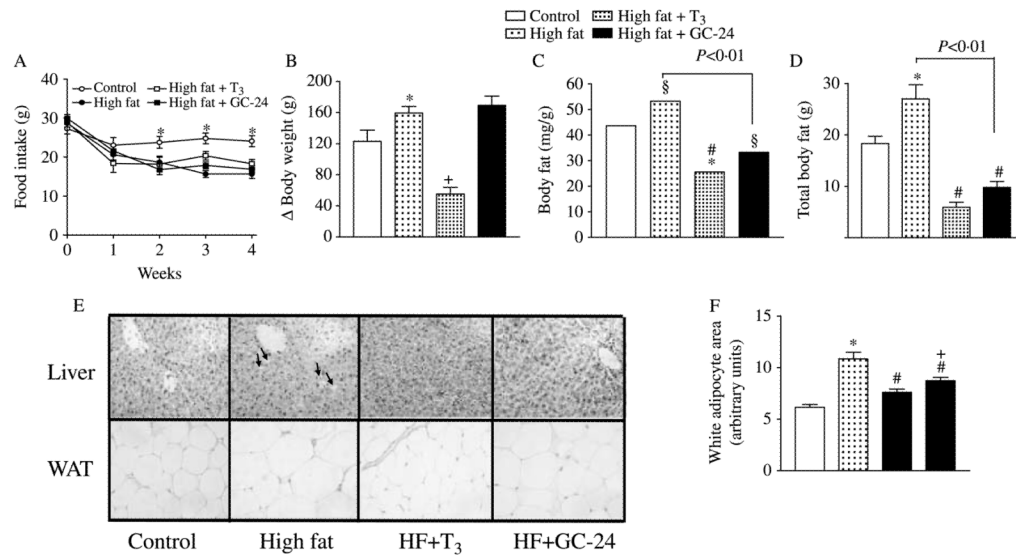 Control High fat + T3
High fat High fat + GC-24
A
Food intake (g)
40
30
20
10
0
Control High fat + T3
High fat High fat + GC-24
* * *
0 1 2 3 4
Weeks
B
Δ Body weight (g)
200
160
120
80
40
0
*
+
C
P<0·01
Body fat (mg/g)
60
50
40
30
20
10
0
§
#
*
§
D
P<0·01
Total body fat (g)
30
20
10
0
*
#
#
E
Liver
WAT
Control High fat HF+T3 HF+GC-24
F
White adipocyte area
(arbitrary units)
15
10
5
0
*
#
+
#